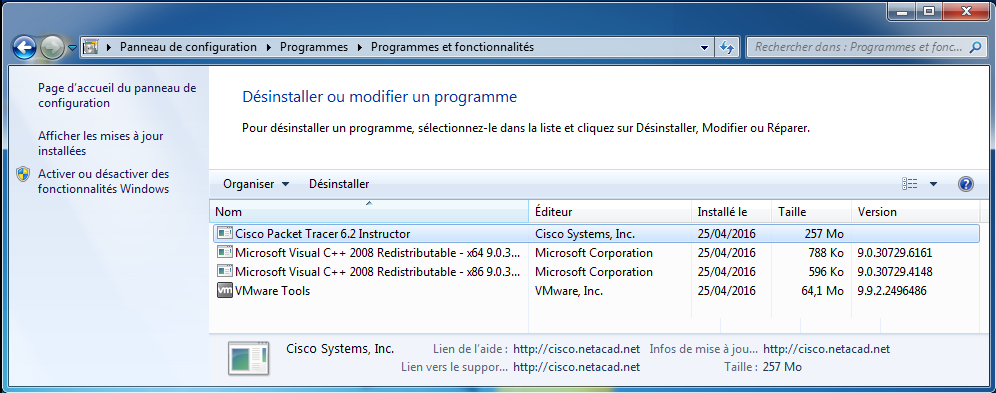 Panneau de configuration Programmes Programmes et fonctionnalités
Rechercher dans : Programmes et fonc...
Page d'accueil du panneau de
configuration
Afficher les mises à jour
installées
Activer ou désactiver des
fonctionnalités Windows
Désinstaller ou modifier un programme
Pour désinstaller un programme, sélectionnez-le dans la liste et cliquez sur Désinstaller, Modifier ou Réparer.
Organiser Désinstaller
Nom Éditeur Installé le Taille Version
Cisco Packet Tracer 6.2 Instructor Cisco Systems, Inc. 25/04/2016 257 Mo
Microsoft Visual C++ 2008 Redistributable - x64 9.0.3... Microsoft Corporation 25/04/2016 788 Ko 9.0.30729.6161
Microsoft Visual C++ 2008 Redistributable - x86 9.0.3... Microsoft Corporation 25/04/2016 596 Ko 9.0.30729.4148
vm VMware Tools VMware, Inc. 25/04/2016 64,1 Mo 9.9.2.2496486
Cisco Systems, Inc. Lien de l'aide : http://cisco.netacad.net Infos de mise à jou... http://cisco.netacad.net
Lien vers le suppor... http://cisco.netacad.net Taille : 257 Mo